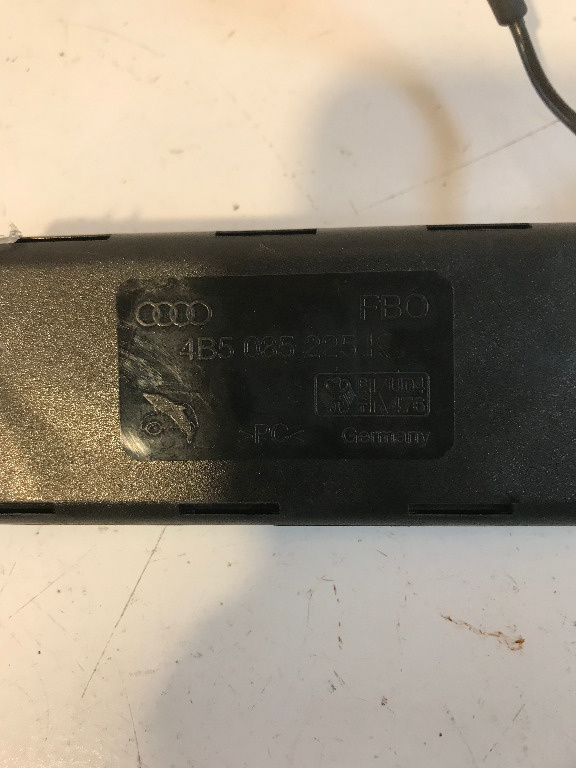 FBO
4B5 035 225 K
>PC<
Germany